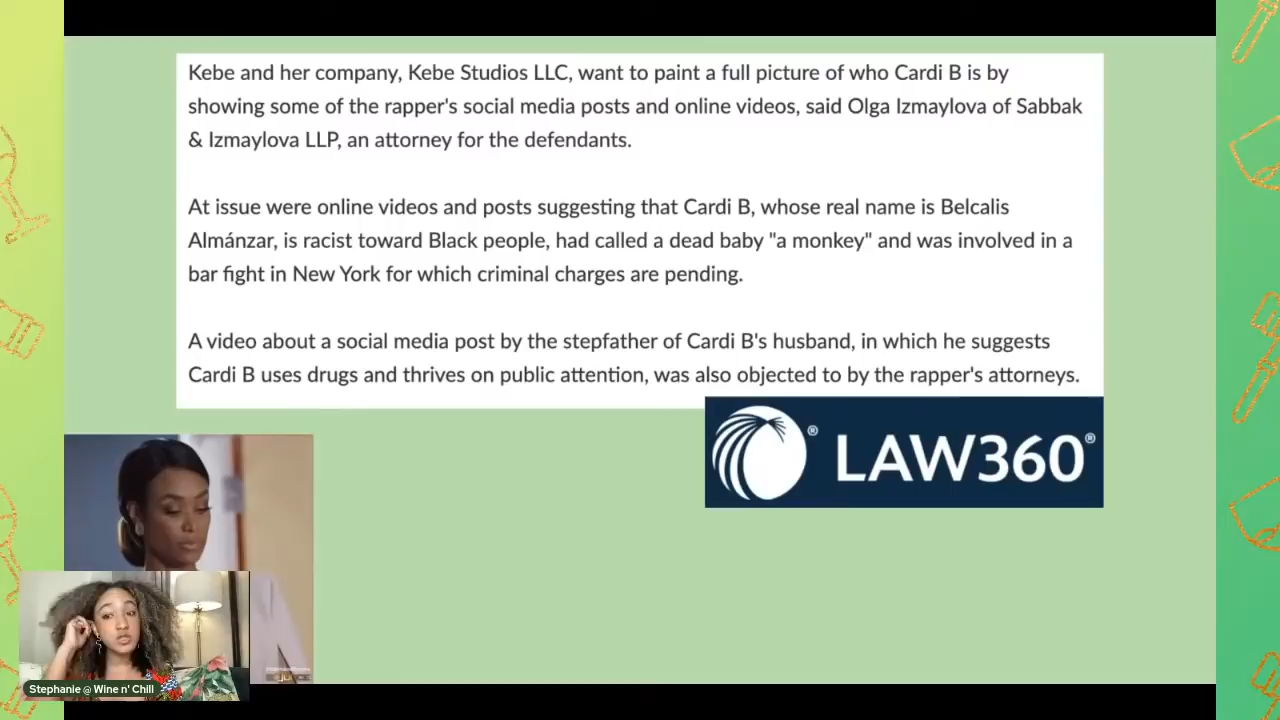 Kebe and her company, Kebe Studios LLC, want to paint a full picture of who Cardi B is by
showing some of the rapper's social media posts and online videos, said Olga Izmaylova of Sabbak
& Izmaylova LLP, an attorney for the defendants.
At issue were online videos and posts suggesting that Cardi B, whose real name is Belcalis
Almánzar, is racist toward Black people, had called a dead baby "a monkey" and was involved in a
bar fight in New York for which criminal charges are pending.
A video about a social media post by the stepfather of Cardi B's husband, in which he suggests
Cardi B uses drugs and thrives on public attention, was also objected to by the rapper's attorneys.
® LAW360®
Stephanie @ Wine n' Chill